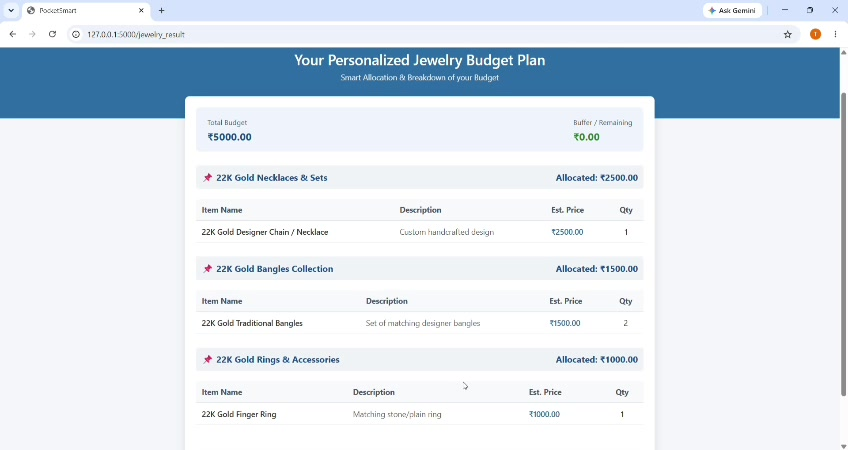 PocketSmart
Ask Gemini
127.0.0.1:5000/jewelry_result
T
Your Personalized Jewelry Budget Plan
Smart Allocation & Breakdown of your Budget
Total Budget Buffer / Remaining
₹5000.00 ₹0.00
22K Gold Necklaces & Sets Allocated: ₹2500.00
Item Name Description Est. Price Qty
22K Gold Designer Chain / Necklace Custom handcrafted design ₹2500.00 1
22K Gold Bangles Collection Allocated: ₹1500.00
Item Name Description Est. Price Qty
22K Gold Traditional Bangles Set of matching designer bangles ₹1500.00 2
22K Gold Rings & Accessories Allocated: ₹1000.00
Item Name Description Est. Price Qty
22K Gold Finger Ring Matching stone/plain ring ₹1000.00 1